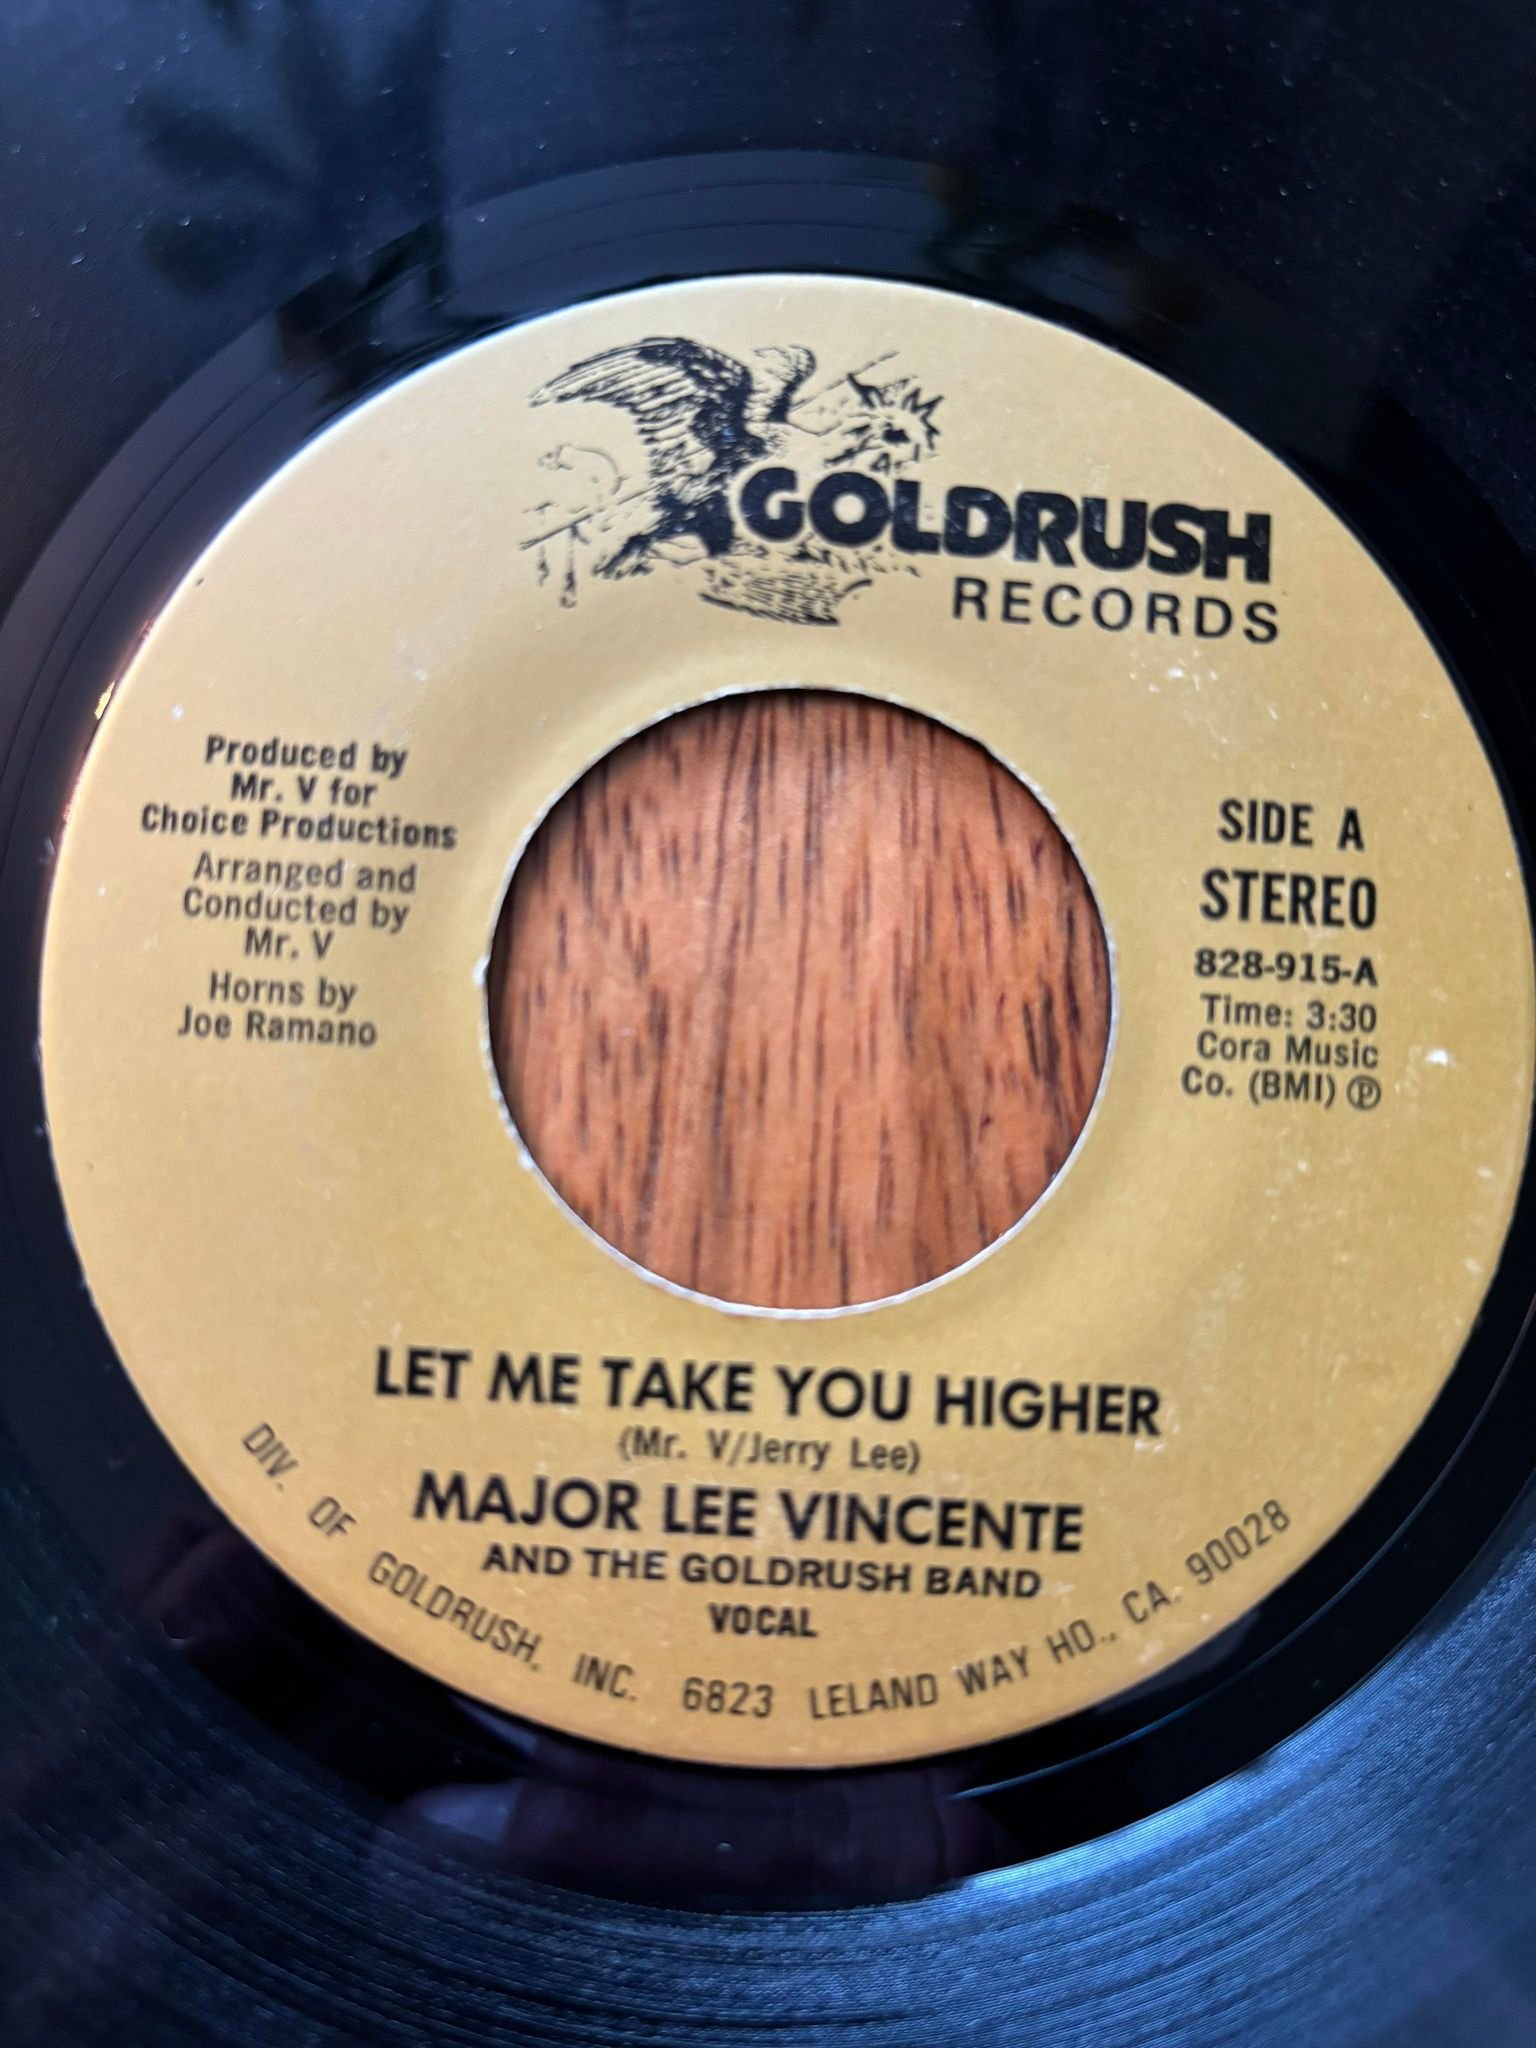 GOLDRUSH
RECORDS
Produced by
Mr. V for
Choice Productions
Arranged and
Conducted by
Mr. V
Horns by
Joe Ramano
SIDE A
STEREO
828-915-A
Time: 3:30
Cora Music
Co. (BMI) ℗
LET ME TAKE YOU HIGHER
(Mr. V/Jerry Lee)
MAJOR LEE VINCENTE
AND THE GOLDRUSH BAND
VOCAL
DIV. OF GOLDRUSH, INC. 6823 LELAND WAY HO., CA. 90028